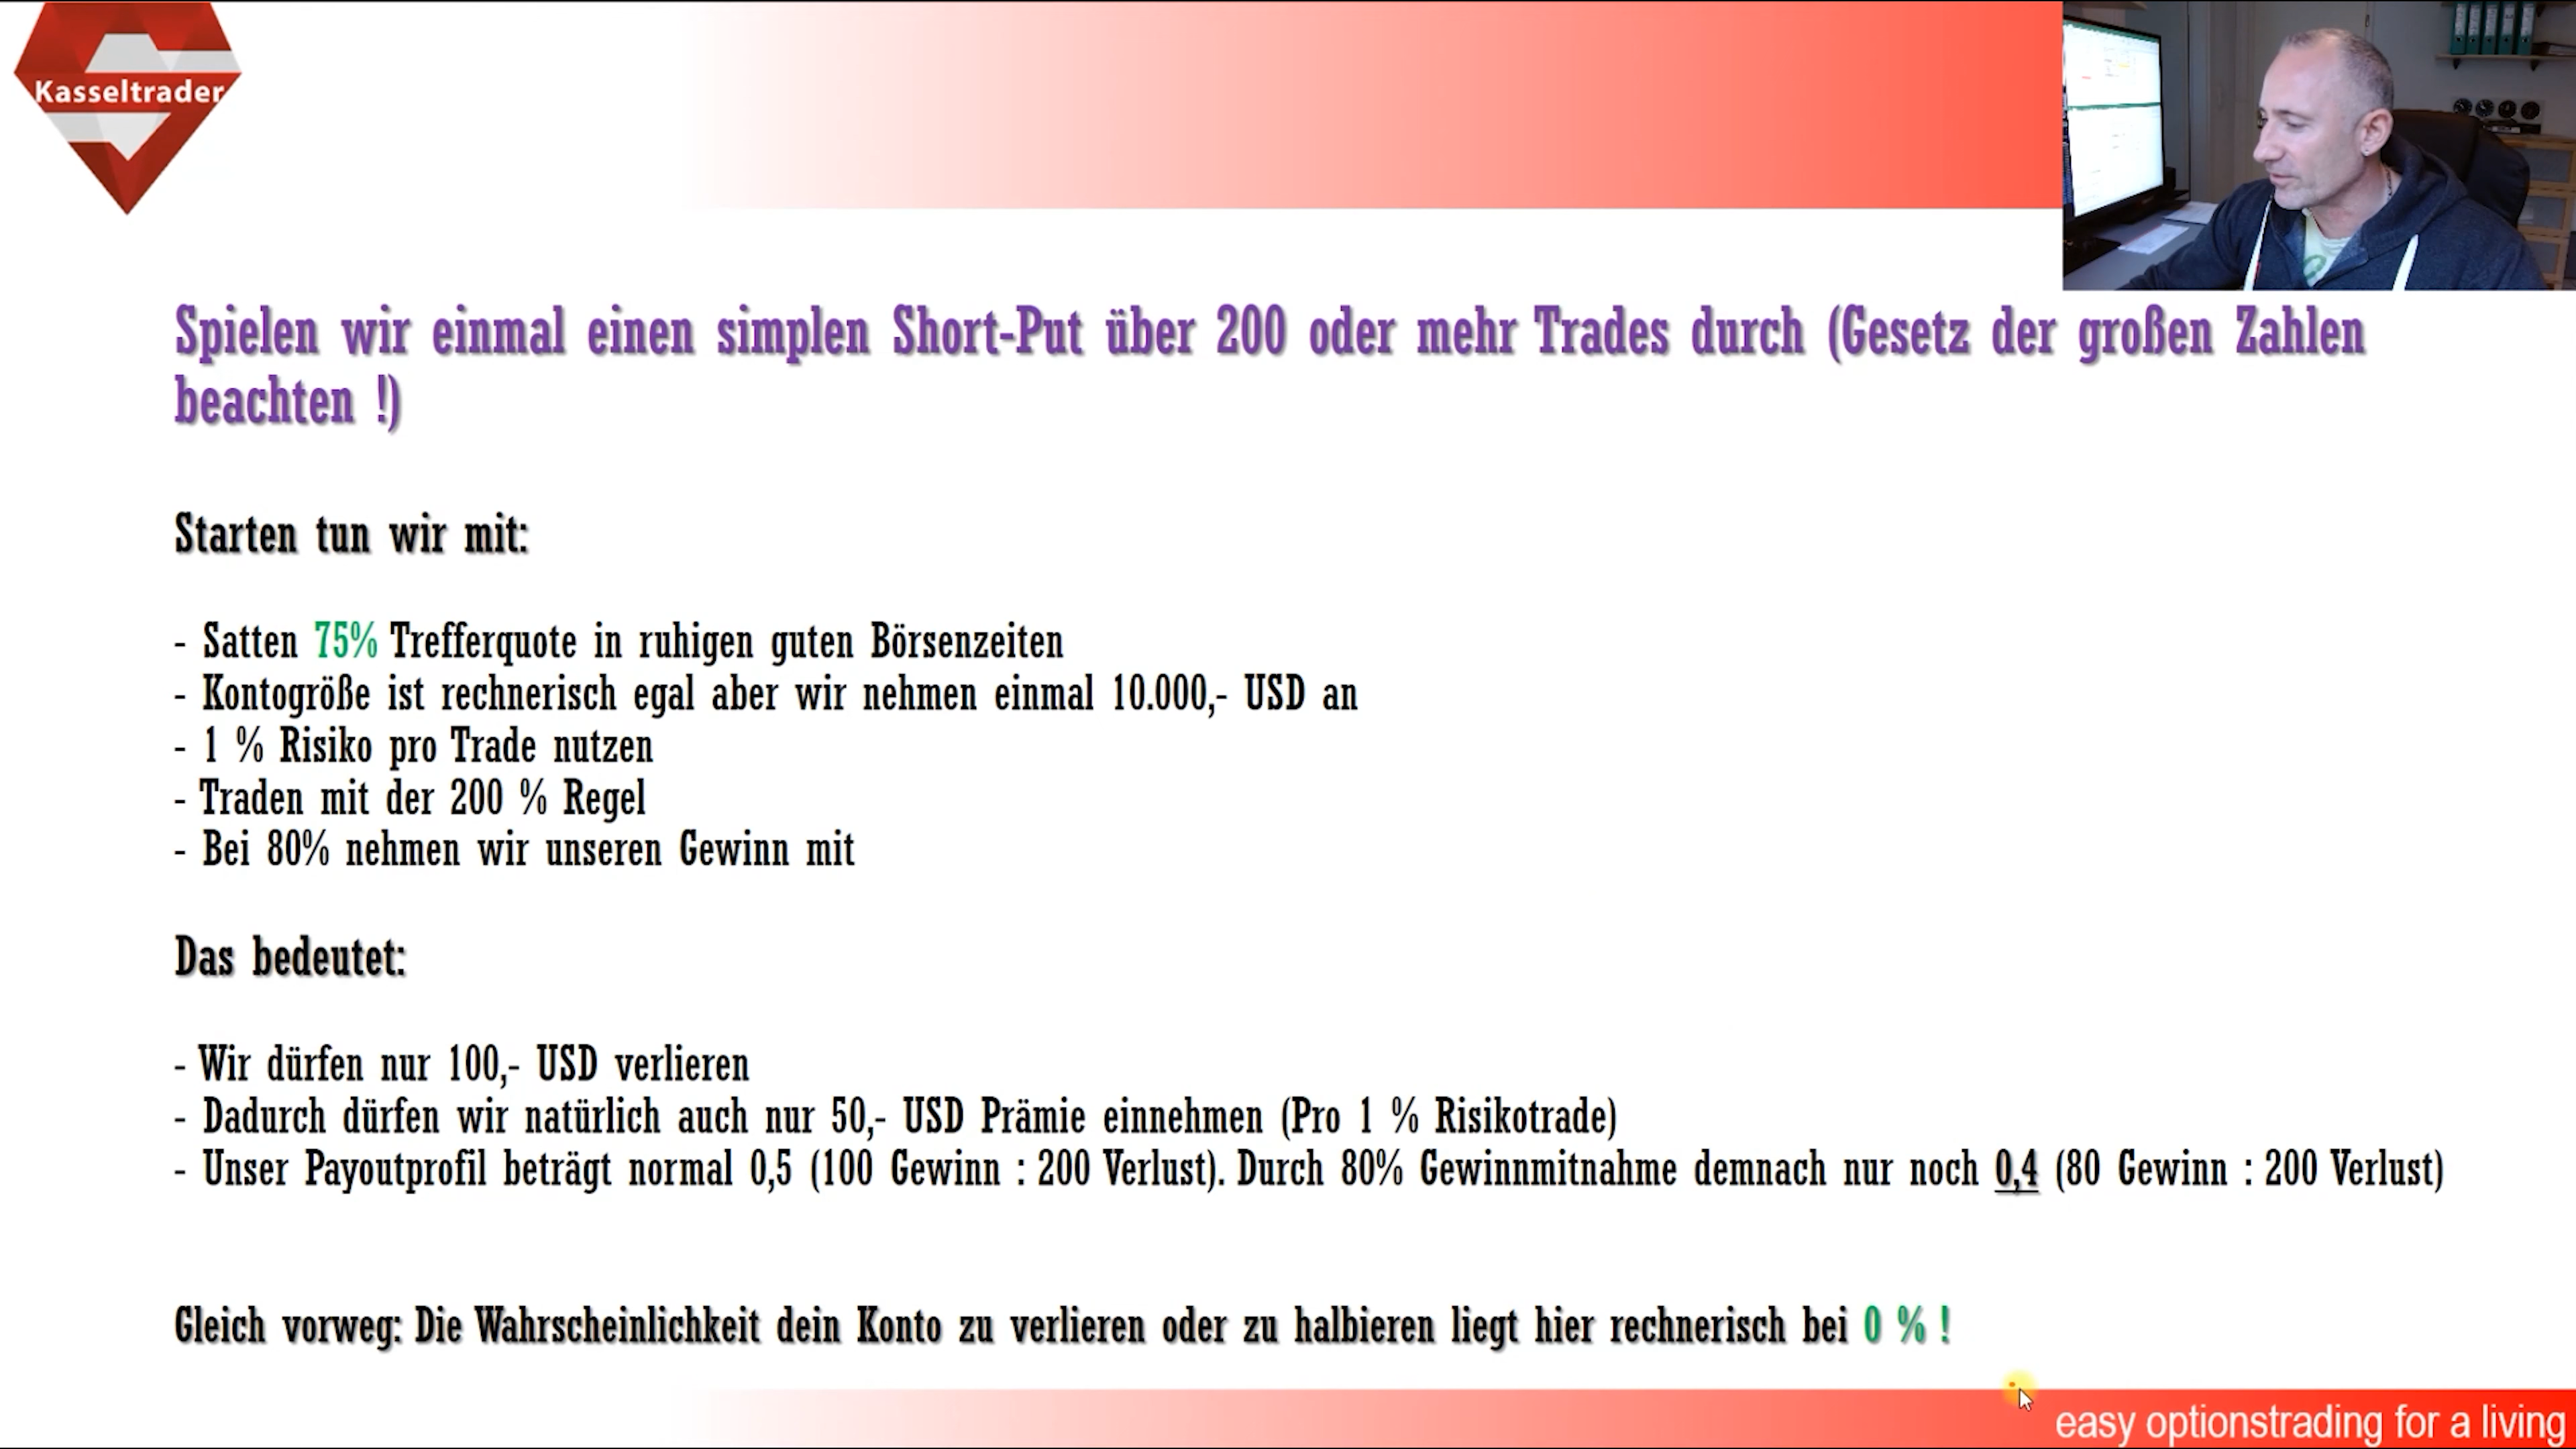 Kasseltrader
Spielen wir einmal einen simplen Short-Put über 200 oder mehr Trades durch (Gesetz der großen Zahlen
beachten !)
Starten tun wir mit:
- Satten 75% Trefferquote in ruhigen guten Börsenzeiten
- Kontogröße ist rechnerisch egal aber wir nehmen einmal 10.000,- USD an
- 1 % Risiko pro Trade nutzen
- Traden mit der 200 % Regel
- Bei 80% nehmen wir unseren Gewinn mit
Das bedeutet:
- Wir dürfen nur 100,- USD verlieren
- Dadurch dürfen wir natürlich auch nur 50,- USD Prämie einnehmen (Pro 1 % Risikotrade)
- Unser Payoutprofil beträgt normal 0,5 (100 Gewinn : 200 Verlust). Durch 80% Gewinnmitnahme demnach nur noch 0,4 (80 Gewinn : 200 Verlust)
Gleich vorweg: Die Wahrscheinlichkeit dein Konto zu verlieren oder zu halbieren liegt hier rechnerisch bei 0 % !
easy optionstrading for a living